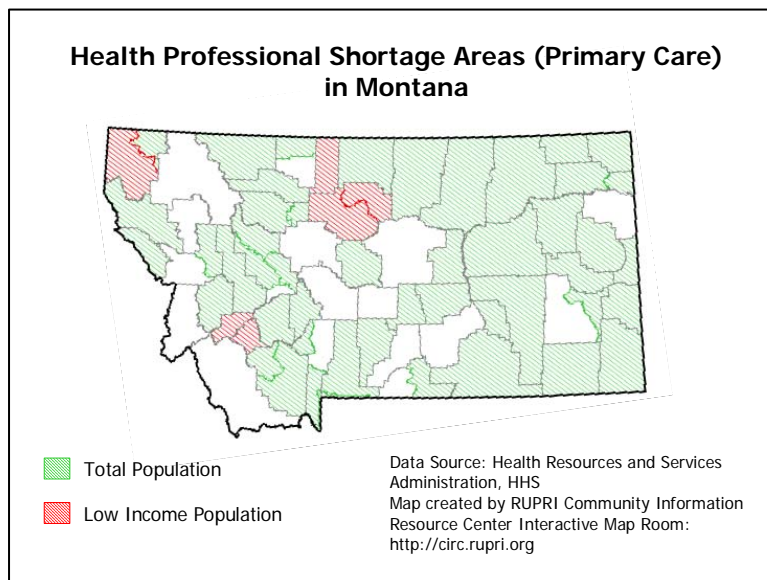 Health Professional Shortage Areas (Primary Care)
in Montana
Total Population
Low Income Population
Data Source: Health Resources and Services
Administration, HHS
Map created by RUPRI Community Information
Resource Center Interactive Map Room:
http://circ.rupri.org